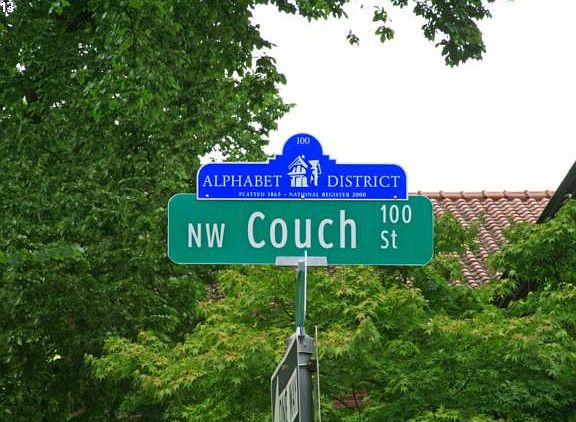 13
100
ALPHABET DISTRICT
PLATTED 1865 - NATIONAL REGISTER 2000
NW Couch 100 St